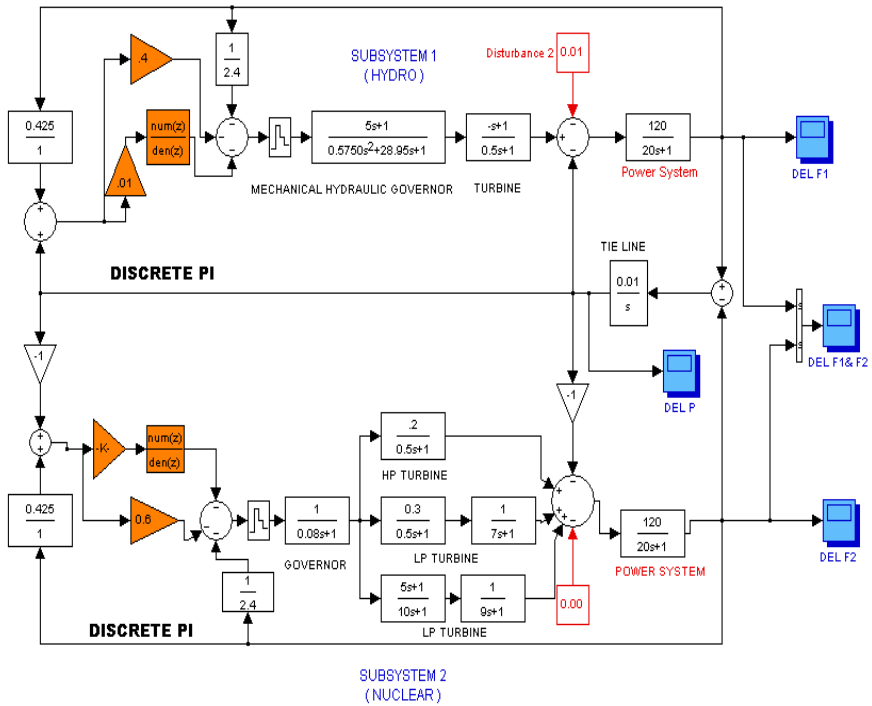 SUBSYSTEM 1
( HYDRO )
Disturbance 2
0.01
.4
1
2.4
0.425
1
num(z)
den(z)
.01
+
+
-
-
-
5s+1
0.5750s²+28.95s+1
MECHANICAL HYDRAULIC GOVERNOR
-s+1
0.5s+1
TURBINE
-
+
-
120
20s+1
Power System
DEL F1
DISCRETE PI
TIE LINE
0.01
s
+
-
DEL F1& F2
DEL P
-1
-1
+
+
-K-
num(z)
den(z)
0.425
1
0.6
-
-
-
1
0.08s+1
GOVERNOR
.2
0.5s+1
HP TURBINE
0.3
0.5s+1
1
7s+1
LP TURBINE
5s+1
10s+1
1
9s+1
LP TURBINE
-
+
+
+
-
0.00
120
20s+1
POWER SYSTEM
DEL F2
1
2.4
DISCRETE PI
SUBSYSTEM 2
( NUCLEAR )